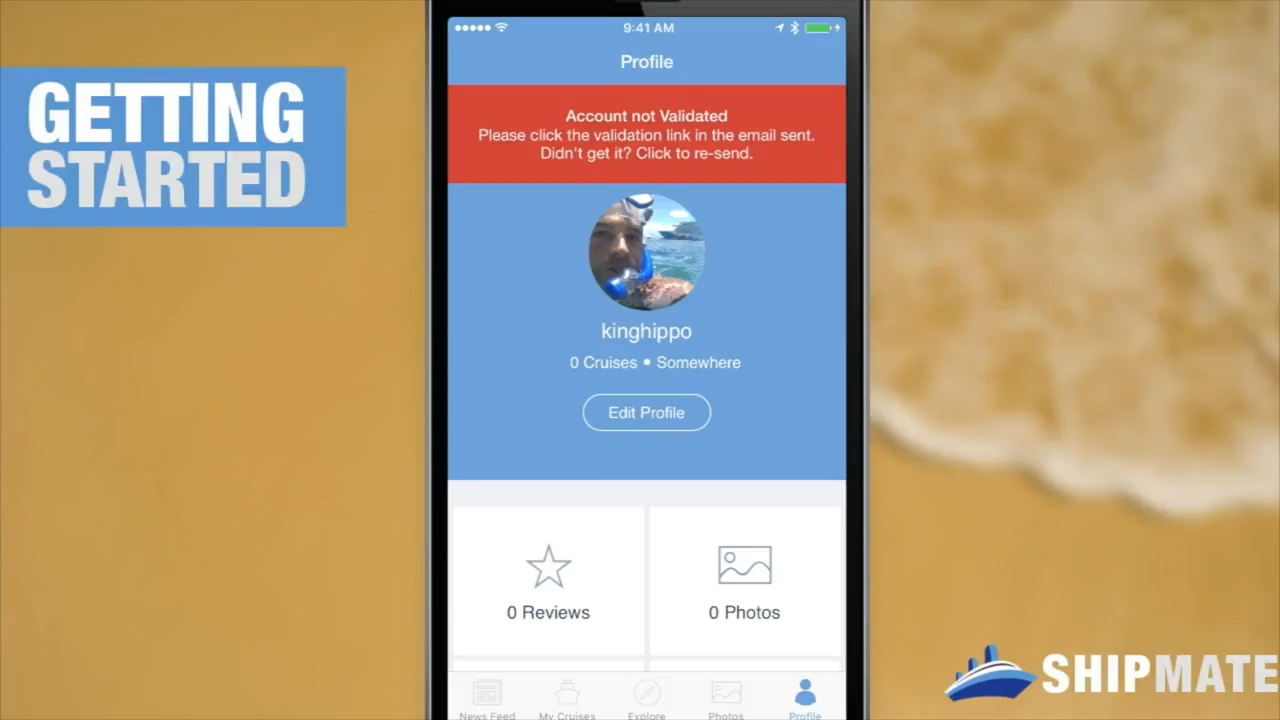 GETTING
STARTED
9:41 AM
Profile
Account not Validated
Please click the validation link in the email sent.
Didn't get it? Click to re-send.
kinghippo
0 Cruises • Somewhere
Edit Profile
0 Reviews
0 Photos
News Feed
My Cruises
Explore
Photos
Profile
SHIPMATE